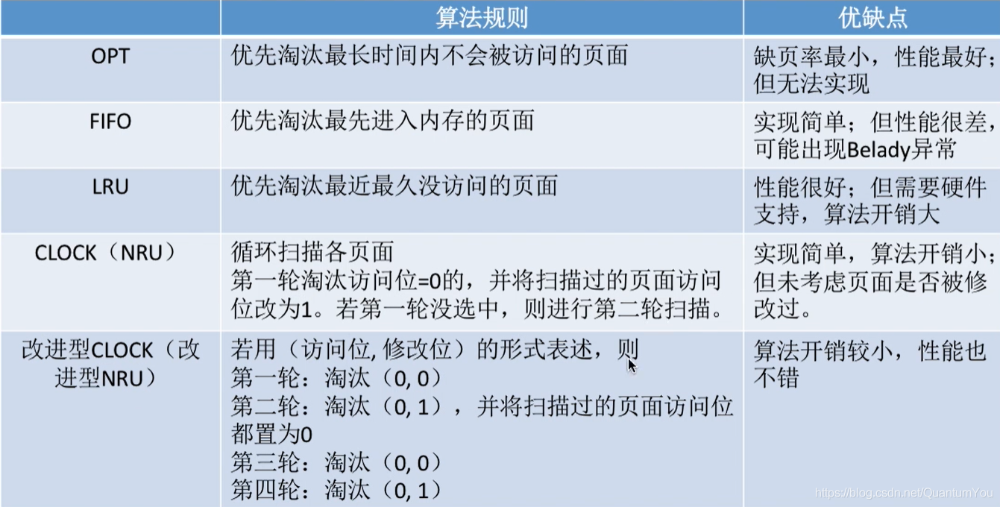 算法规则
优缺点
OPT
优先淘汰最长时间内不会被访问的页面
缺页率最小，性能最好；
但无法实现
FIFO
优先淘汰最先进入内存的页面
实现简单；但性能很差，
可能出现Belady异常
LRU
优先淘汰最近最久没访问的页面
性能很好；但需要硬件
支持，算法开销大
CLOCK（NRU）
循环扫描各页面
第一轮淘汰访问位=0的，并将扫描过的页面访问
位改为1。若第一轮没选中，则进行第二轮扫描。
实现简单，算法开销小；
但未考虑页面是否被修
改过。
改进型CLOCK（改
进型NRU）
若用（访问位, 修改位）的形式表述，则
第一轮：淘汰（0, 0）
第二轮：淘汰（0, 1），并将扫描过的页面访问位
都置为0
第三轮：淘汰（0, 0）
第四轮：淘汰（0, 1）
算法开销较小，性能也
不错
https://blog.csdn.net/QuantumYou